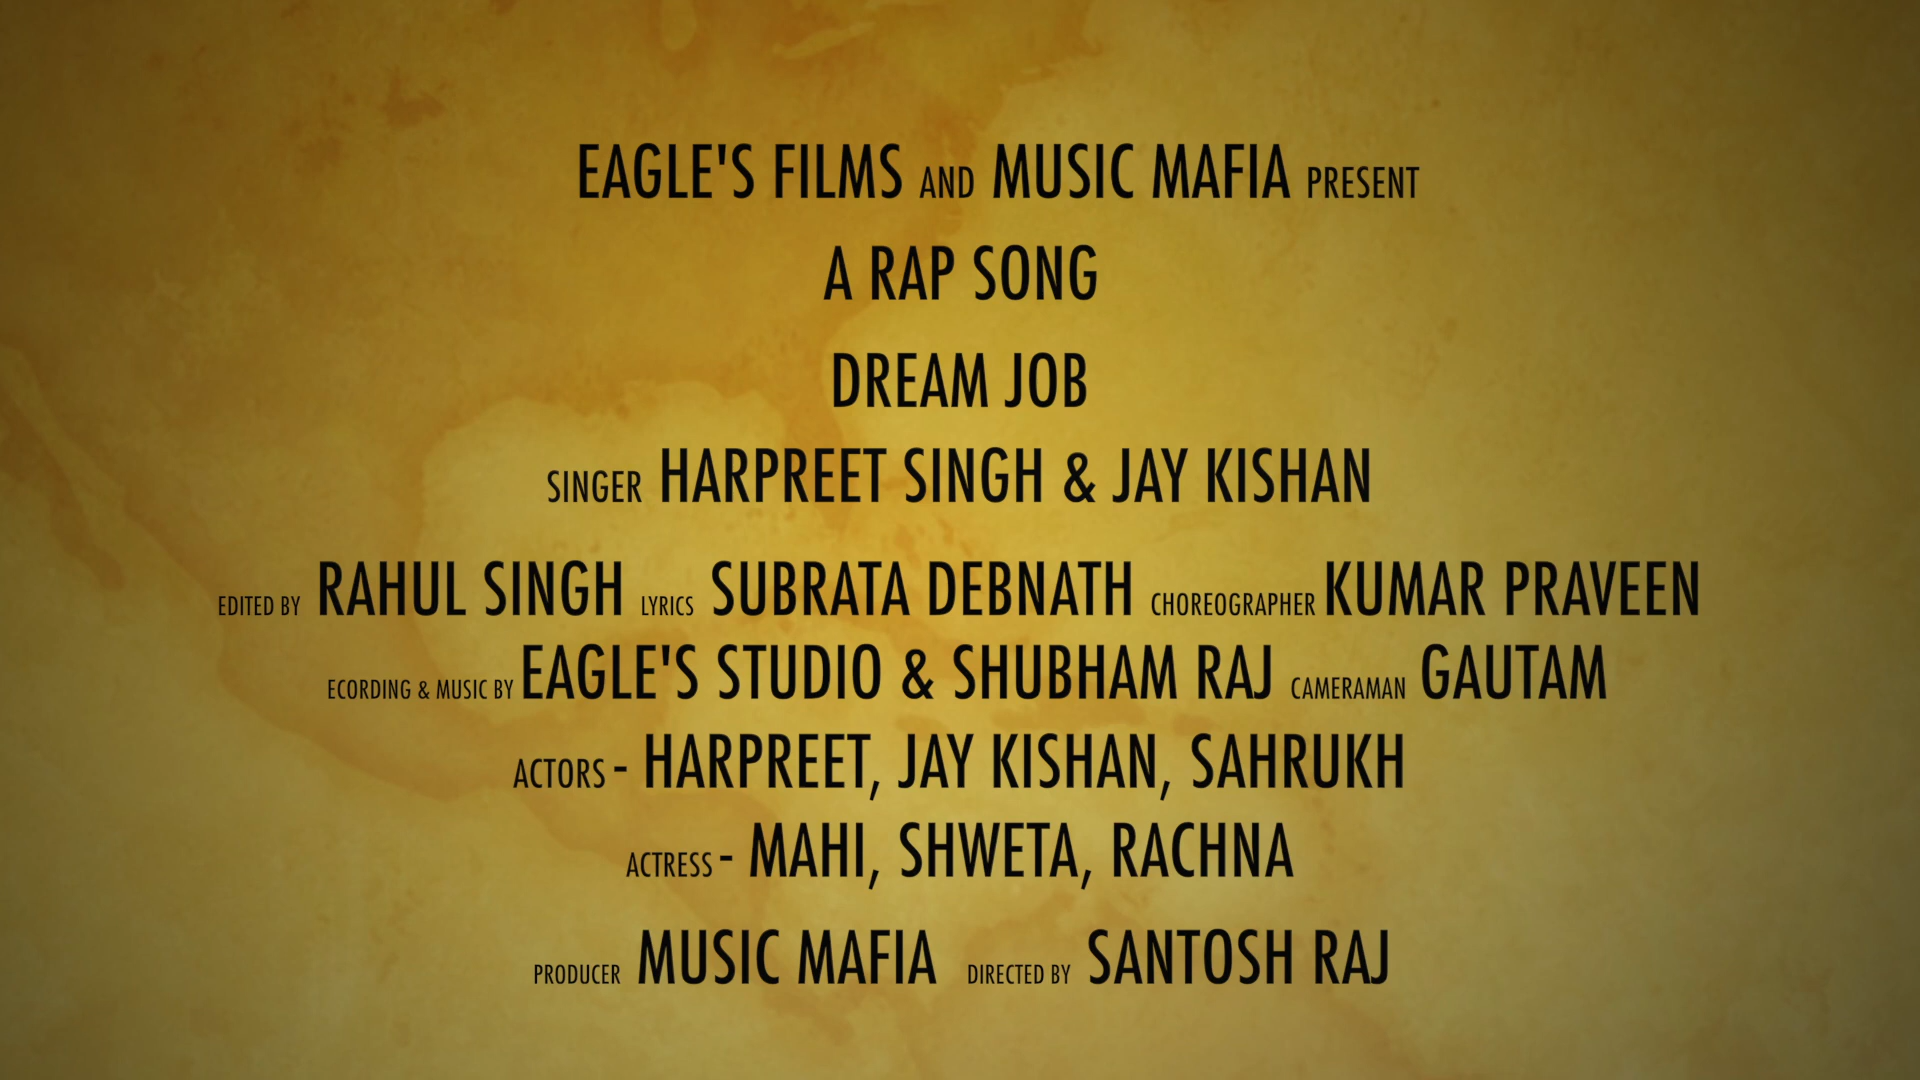 EAGLE'S FILMS AND MUSIC MAFIA PRESENT
A RAP SONG
DREAM JOB
SINGER HARPREET SINGH & JAY KISHAN
EDITED BY RAHUL SINGH LYRICS SUBRATA DEBNATH CHOREOGRAPHER KUMAR PRAVEEN
ECORDING & MUSIC BY EAGLE'S STUDIO & SHUBHAM RAJ CAMERAMAN GAUTAM
ACTORS - HARPREET, JAY KISHAN, SAHRUKH
ACTRESS - MAHI, SHWETA, RACHNA
PRODUCER MUSIC MAFIA DIRECTED BY SANTOSH RAJ